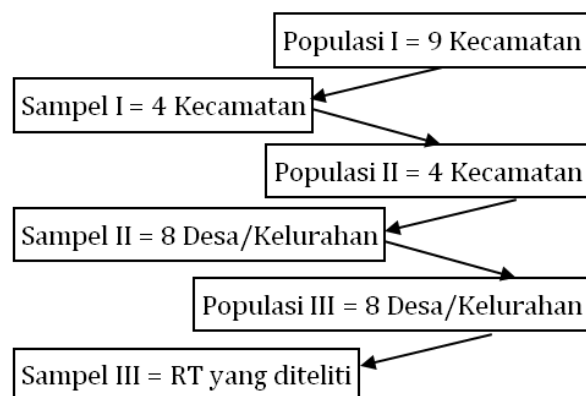 Populasi I = 9 Kecamatan
Sampel I = 4 Kecamatan
Populasi II = 4 Kecamatan
Sampel II = 8 Desa/Kelurahan
Populasi III = 8 Desa/Kelurahan
Sampel III = RT yang diteliti